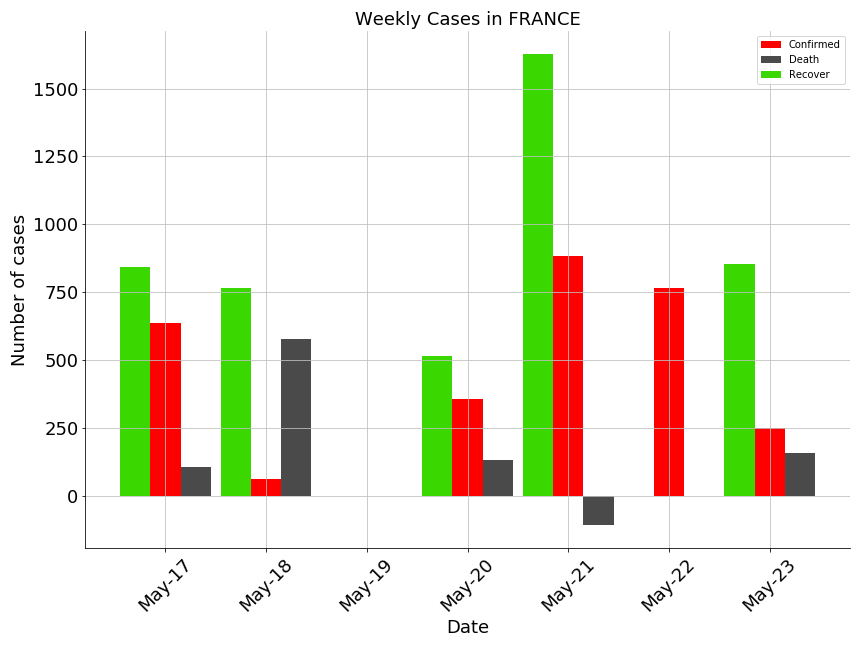 Weekly Cases in FRANCE
Confirmed
Death
Recover
Number of cases
1500
1250
1000
750
500
250
0
May-17
May-18
May-19
May-20
May-21
May-22
May-23
Date